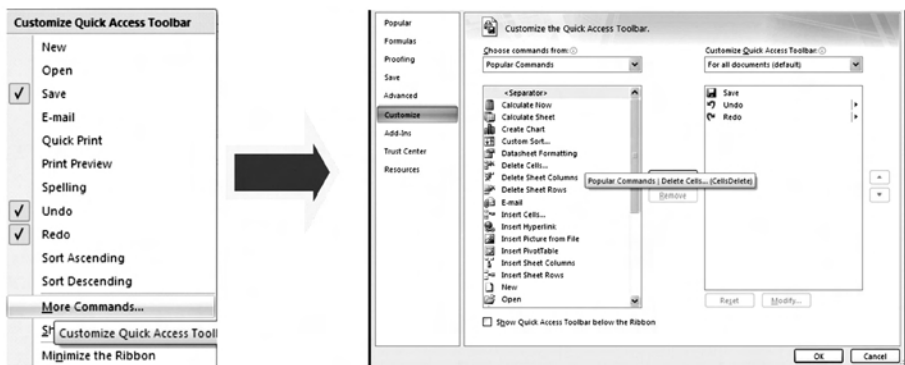 Customize Quick Access Toolbar
New
Open
Save
E-mail
Quick Print
Print Preview
Spelling
Undo
Redo
Sort Ascending
Sort Descending
More Commands...
Customize Quick Access
Minimize the Ribbon
Popular
Formulas
Proofing
Save
Advanced
Customize
Add-Ins
Trust Center
Resources
Customize the Quick Access Toolbar.
Choose commands from:
Popular Commands
<Separator>
Calculate Now
Calculate Sheet
Create Chart
Custom Sort...
Datasheet Formatting
Delete Cells...
Delete Sheet Columns
Delete Sheet Rows
E-mail
Insert Cells...
Insert Hyperlink
Insert Picture from File
Insert PivotTable
Insert Sheet Columns
Insert Sheet Rows
New
Open
Show Quick Access Toolbar below the Ribbon
Popular Commands | Delete Cells... (CellsDelete)
Remove
Customize Quick Access Toolbar:
For all documents (default)
Save
Undo
Redo
Reset
Modify...
OK
Cancel